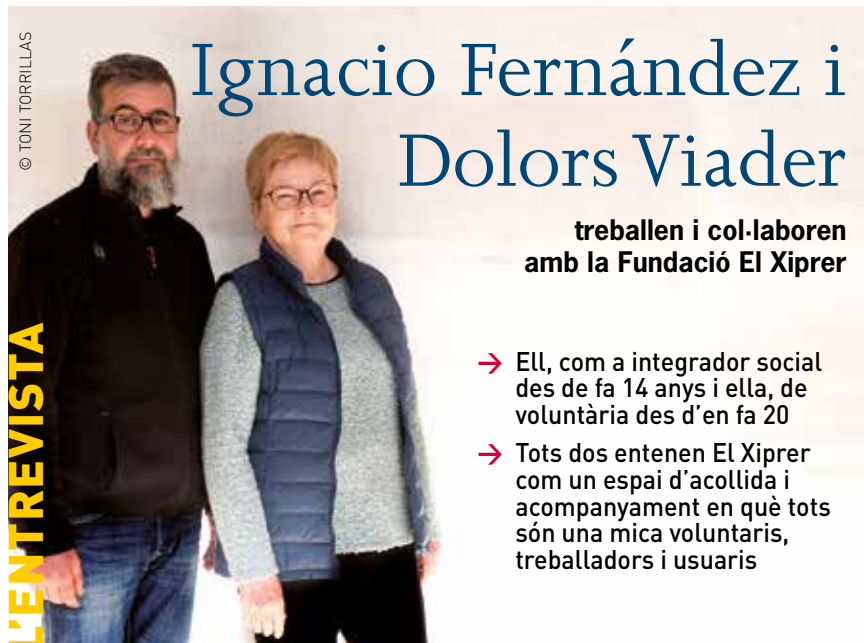 © TONI TORRILLAS
Ignacio Fernández i
Dolors Viader
treballen i col·laboren
amb la Fundació El Xiprer
→ Ell, com a integrador social
des de fa 14 anys i ella, de
voluntària des d’en fa 20
→ Tots dos entenen El Xiprer
com un espai d’acollida i
acompanyament en què tots
són una mica voluntaris,
treballadors i usuaris
L’ENTREVISTA